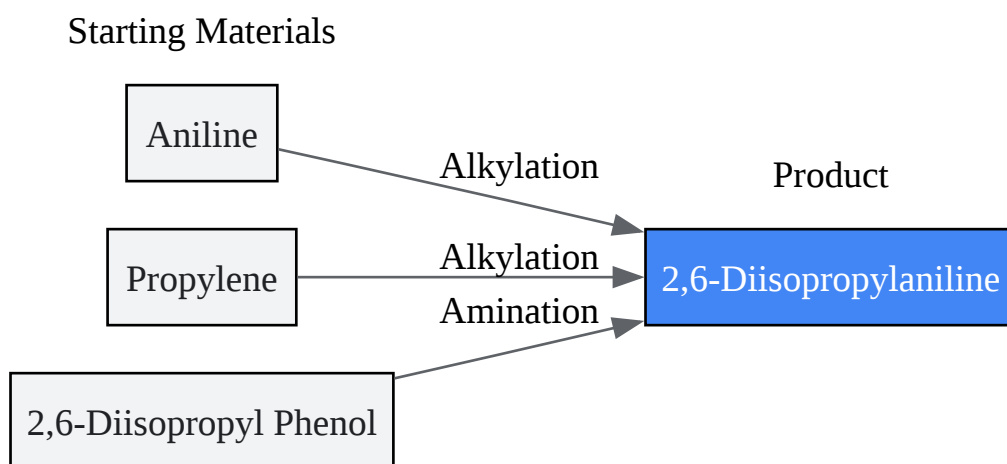 Starting Materials
Aniline
Alkylation
Product
Propylene
Alkylation
2,6-Diisopropylaniline
Amination
2,6-Diisopropyl Phenol